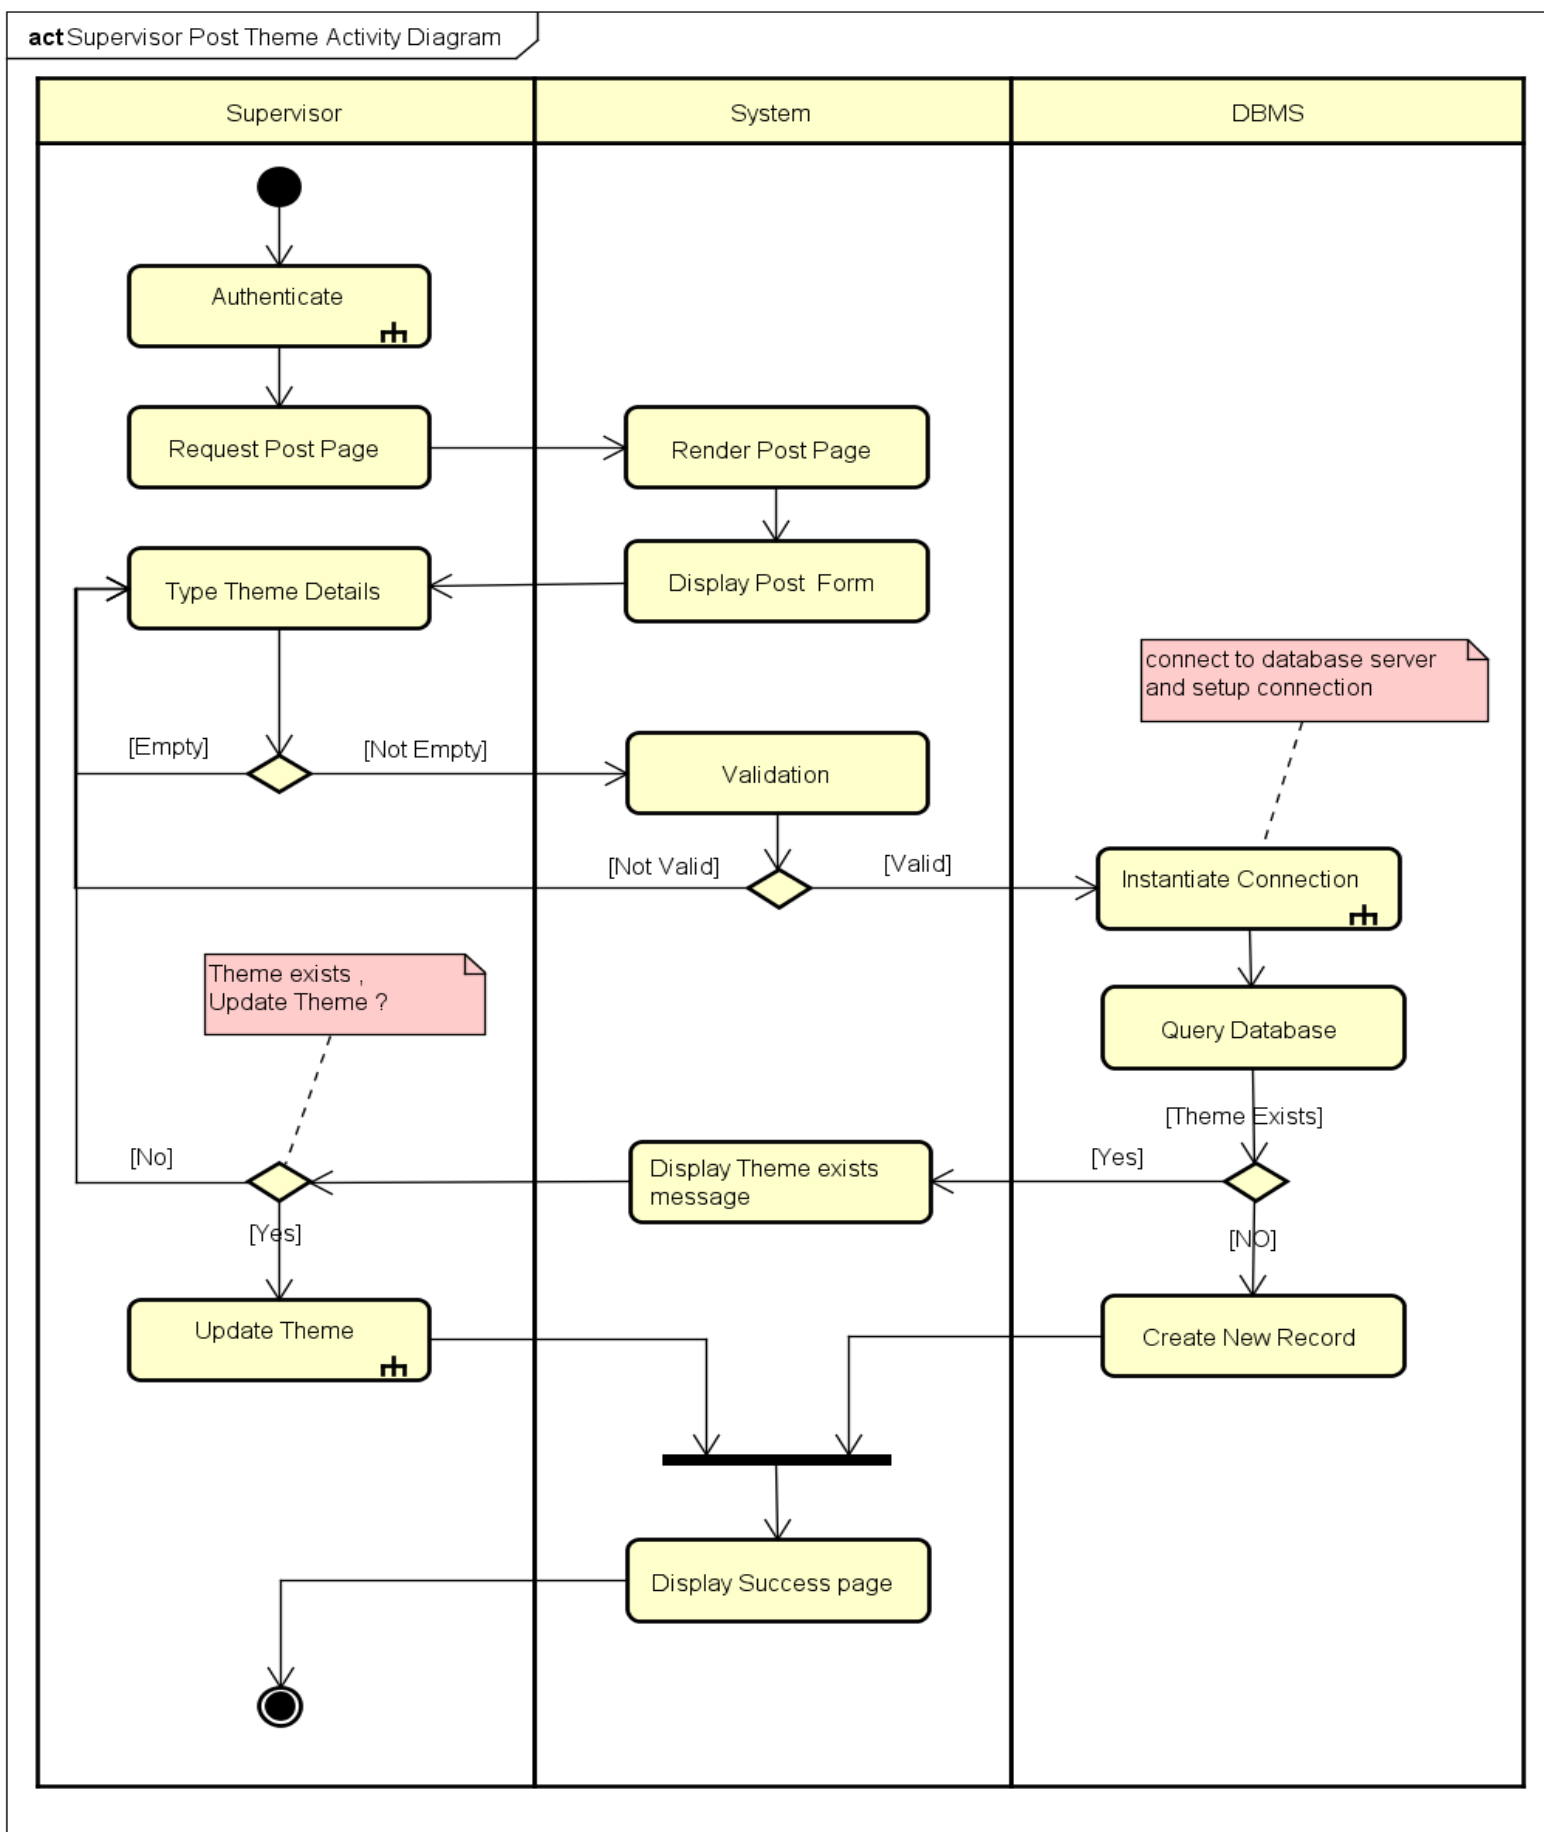 act Supervisor Post Theme Activity Diagram
Supervisor
System
DBMS
Authenticate
Request Post Page
Render Post Page
Type Theme Details
Display Post  Form
connect to database server
and setup connection
[Empty]
[Not Empty]
Validation
[Not Valid]
[Valid]
Instantiate Connection
Theme exists ,
Update Theme ?
Query Database
[Theme Exists]
[No]
Display Theme exists
message
[Yes]
[Yes]
[NO]
Update Theme
Create New Record
Display Success page